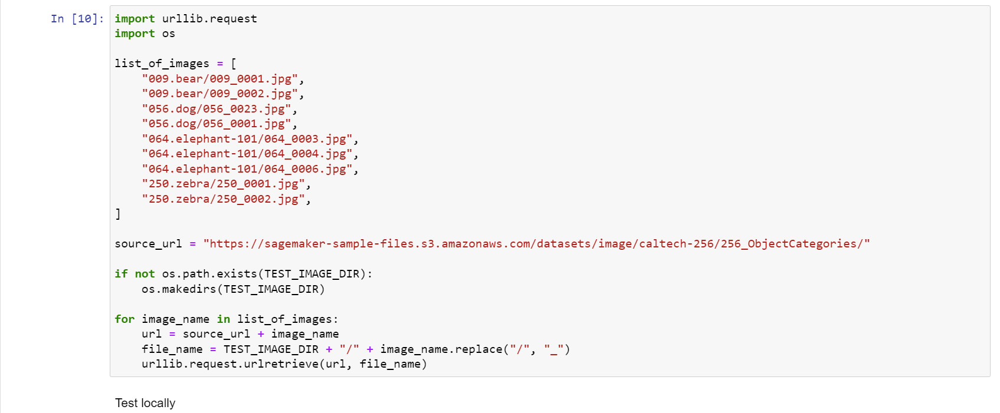 In [10]: import urllib.request
import os
list_of_images = [
    "009.bear/009_0001.jpg",
    "009.bear/009_0002.jpg",
    "056.dog/056_0023.jpg",
    "056.dog/056_0001.jpg",
    "064.elephant-101/064_0003.jpg",
    "064.elephant-101/064_0004.jpg",
    "064.elephant-101/064_0006.jpg",
    "250.zebra/250_0001.jpg",
    "250.zebra/250_0002.jpg",
]
source_url = "https://sagemaker-sample-files.s3.amazonaws.com/datasets/image/caltech-256/256_ObjectCategories/"
if not os.path.exists(TEST_IMAGE_DIR):
    os.makedirs(TEST_IMAGE_DIR)
for image_name in list_of_images:
    url = source_url + image_name
    file_name = TEST_IMAGE_DIR + "/" + image_name.replace("/", "_")
    urllib.request.urlretrieve(url, file_name)
Test locally